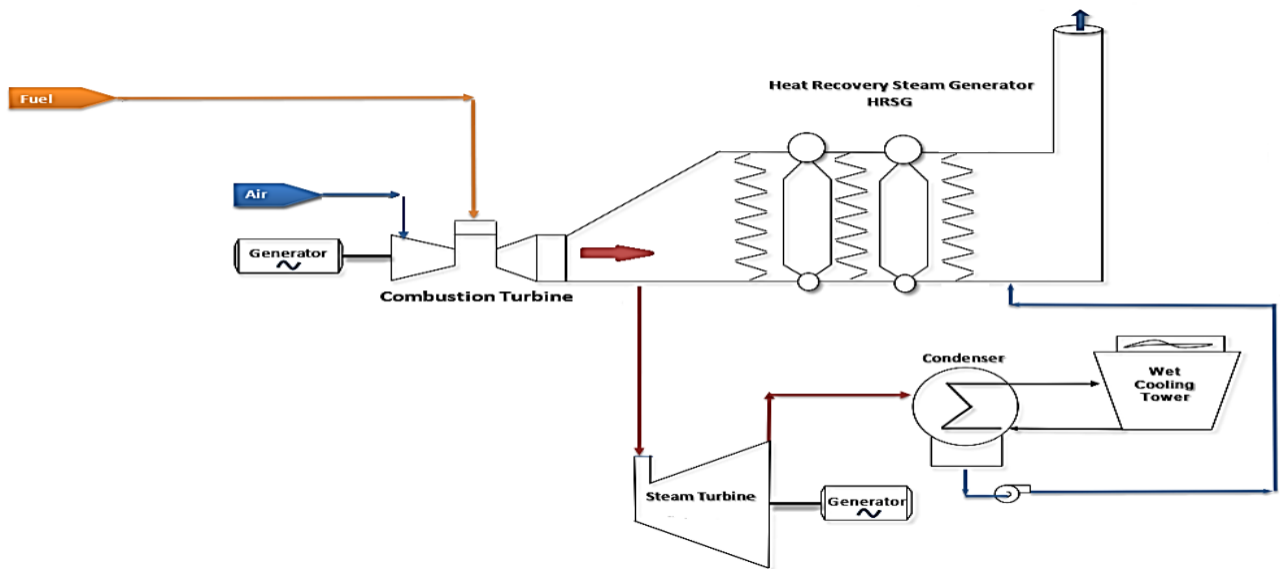 Heat Recovery Steam Generator
HRSG
Fuel
Air
Generator
Combustion Turbine
Condenser
Wet
Cooling
Tower
Steam Turbine
Generator